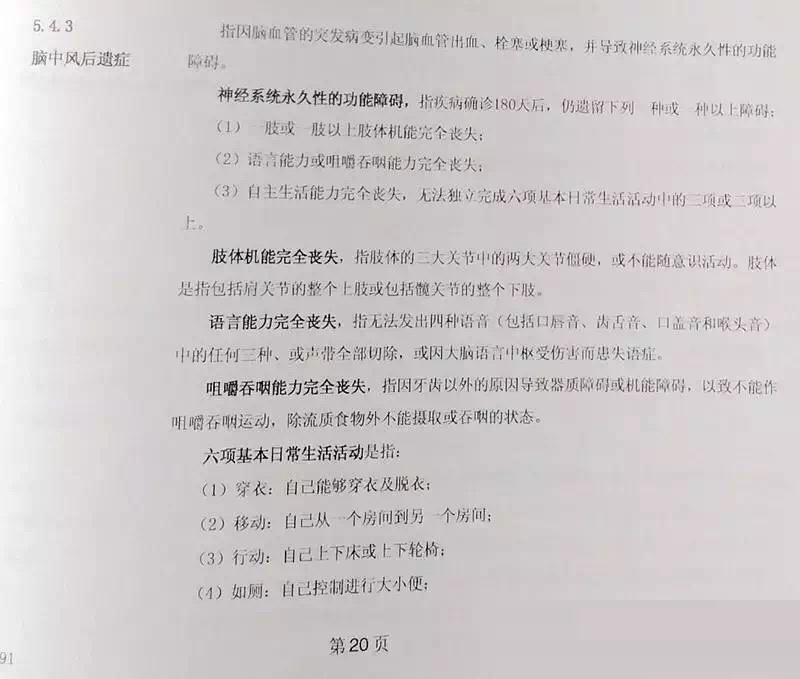 5.4.3
脑中风后遗症
指因脑血管的突发病变引起脑血管出血、栓塞或梗塞，并导致神经系统永久性的功能
障碍。
神经系统永久性的功能障碍，指疾病确诊180天后，仍遗留下列一种或一种以上障碍：
（1）一肢或一肢以上肢体机能完全丧失；
（2）语言能力或咀嚼吞咽能力完全丧失；
（3）自主生活能力完全丧失，无法独立完成六项基本日常生活活动中的三项或三项以
上。
肢体机能完全丧失，指肢体的三大关节中的两大关节僵硬，或不能随意识活动。肢体
是指包括肩关节的整个上肢或包括髋关节的整个下肢。
语言能力完全丧失，指无法发出四种语音（包括口唇音、齿舌音、口盖音和喉头音）
中的任何三种、或声带全部切除，或因大脑语言中枢受伤害而患失语症。
咀嚼吞咽能力完全丧失，指因牙齿以外的原因导致器质障碍或机能障碍，以致不能作
咀嚼吞咽运动，除流质食物外不能摄取或吞咽的状态。
六项基本日常生活活动是指：
（1）穿衣：自己能够穿衣及脱衣；
（2）移动：自己从一个房间到另一个房间；
（3）行动：自己上下床或上下轮椅；
（4）如厕：自己控制进行大小便；
第20页
91